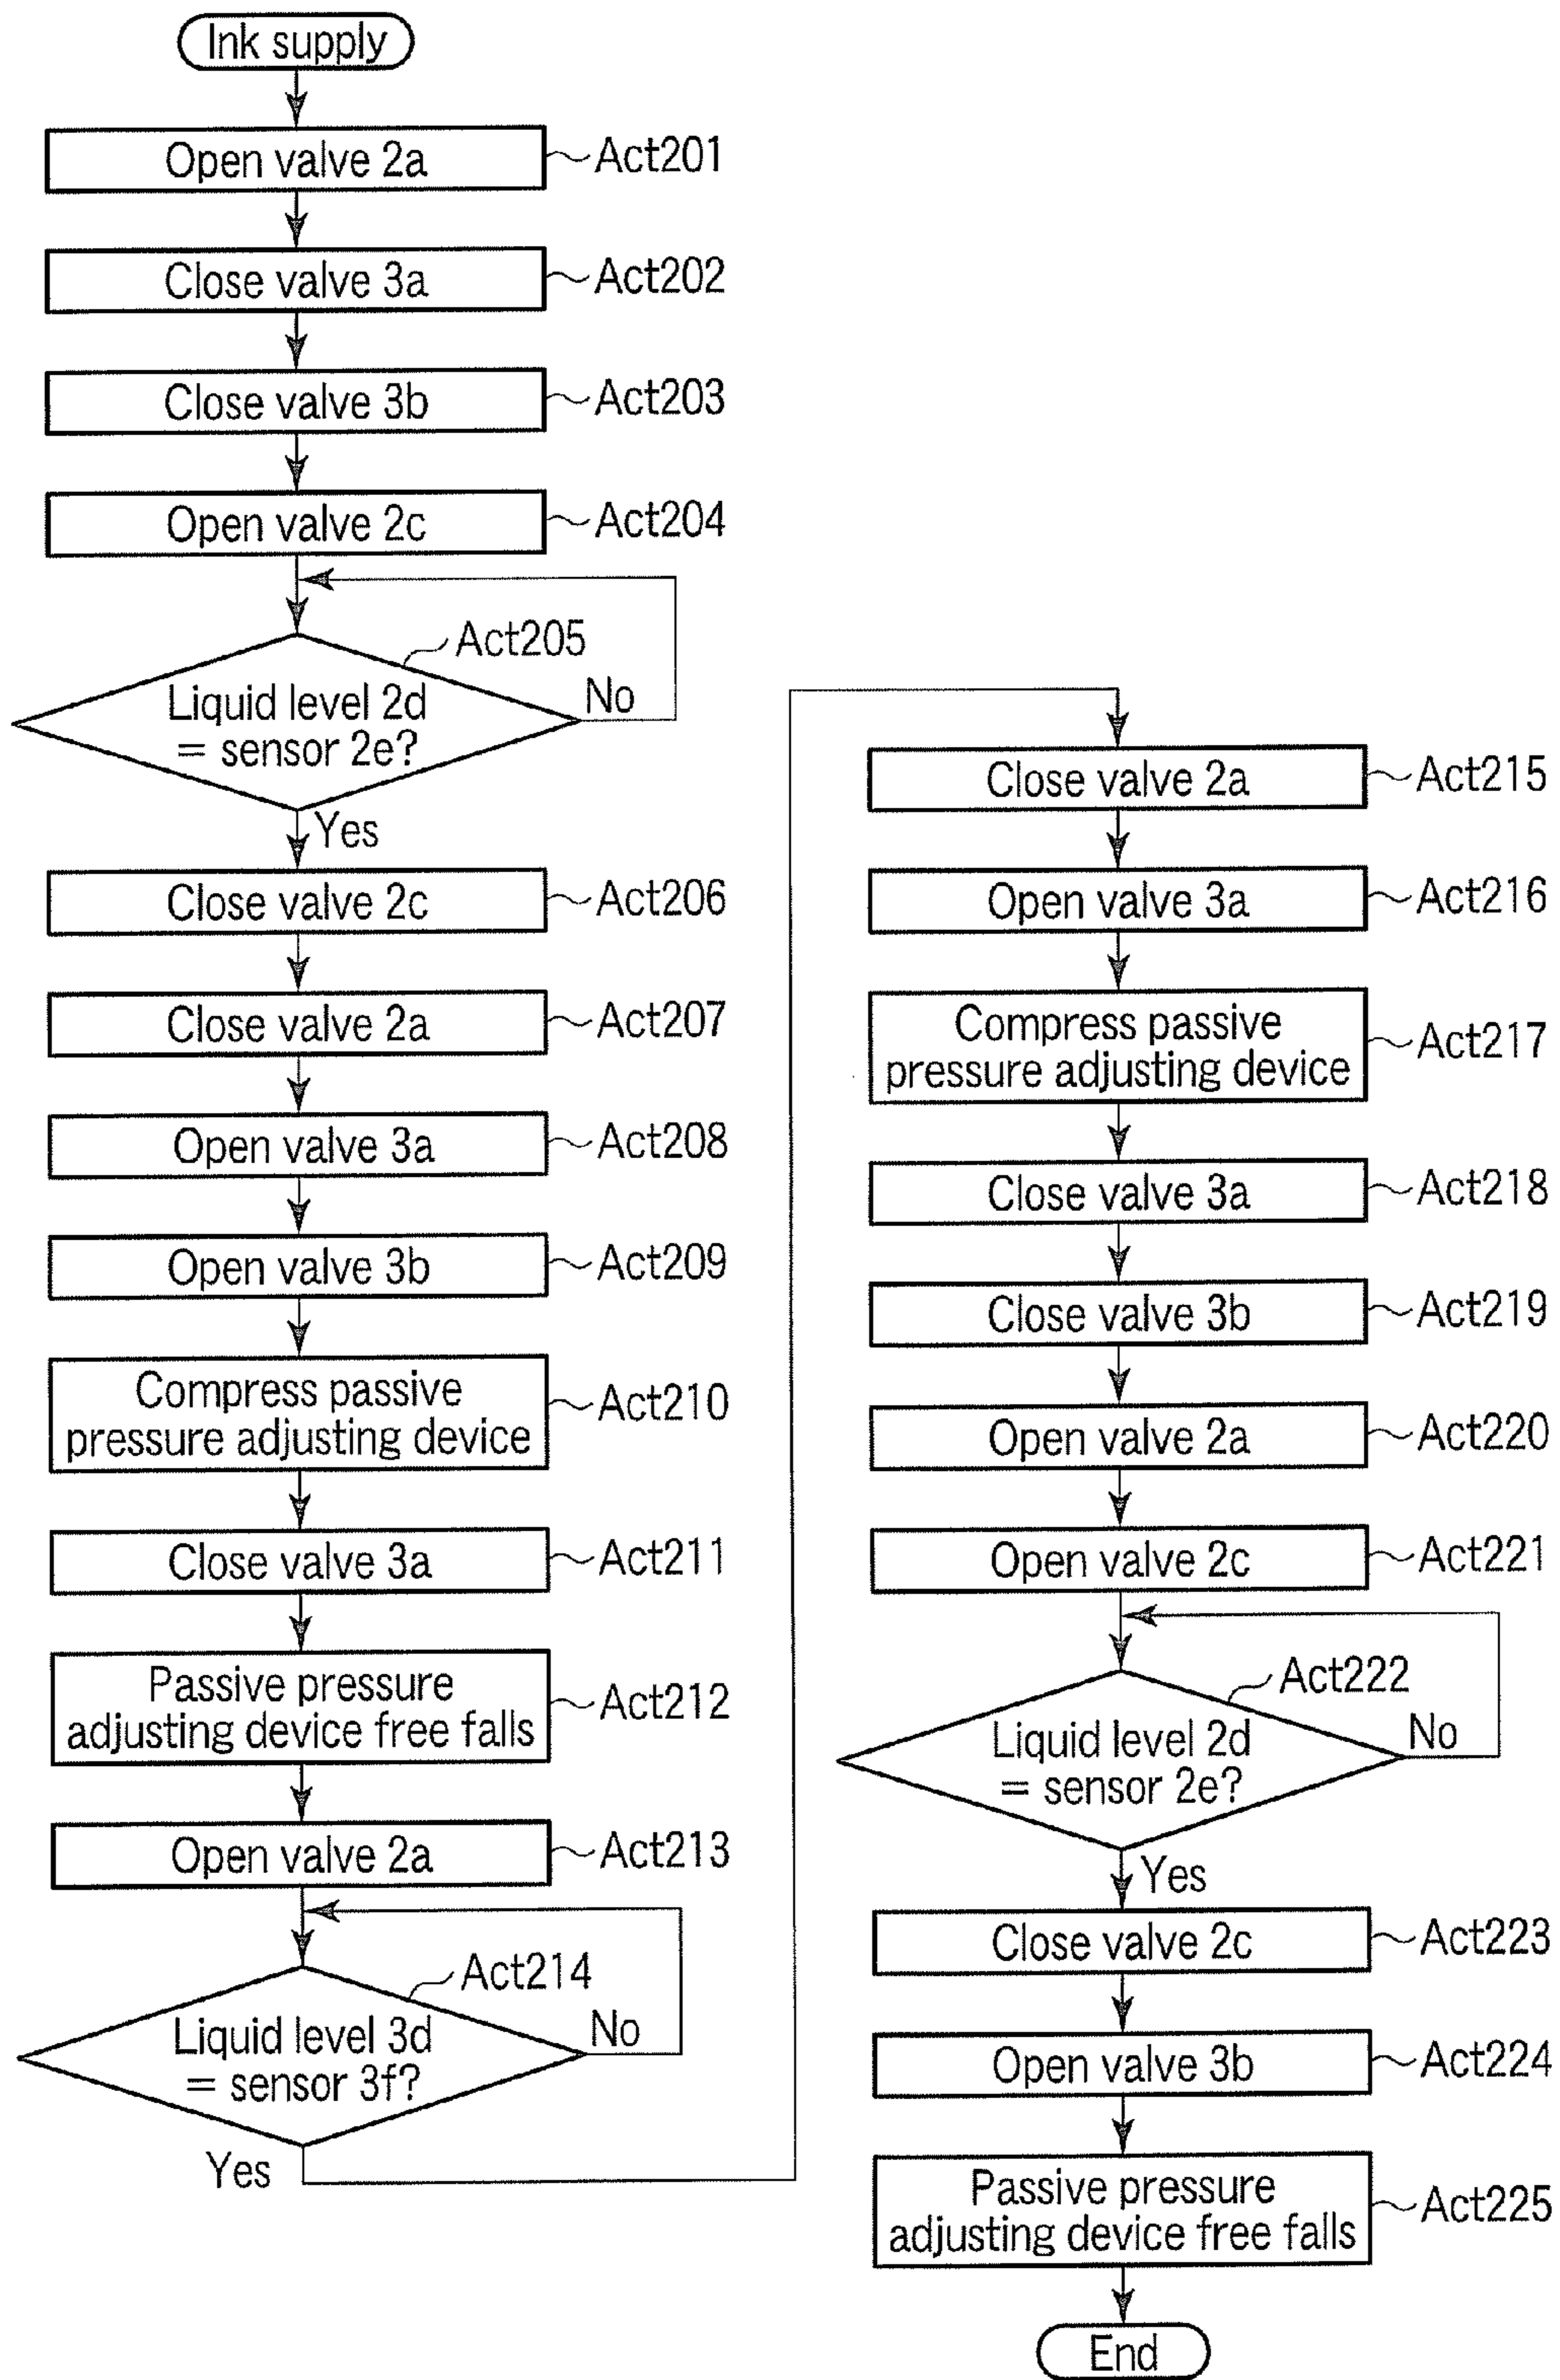 Ink supply
Open valve 2a
Act201
Close valve 3a
Act202
Close valve 3b
Act203
Open valve 2c
Act204
Act205
Liquid level 2d
= sensor 2e?
No
Yes
Close valve 2c
Act206
Close valve 2a
Act207
Open valve 3a
Act208
Open valve 3b
Act209
Compress passive
pressure adjusting device
Act210
Close valve 3a
Act211
Passive pressure
adjusting device free falls
Act212
Open valve 2a
Act213
Act214
Liquid level 3d
= sensor 3f?
No
Yes
Close valve 2a
Act215
Open valve 3a
Act216
Compress passive
pressure adjusting device
Act217
Close valve 3a
Act218
Close valve 3b
Act219
Open valve 2a
Act220
Open valve 2c
Act221
Act222
Liquid level 2d
= sensor 2e?
No
Yes
Close valve 2c
Act223
Open valve 3b
Act224
Passive pressure
adjusting device free falls
Act225
End